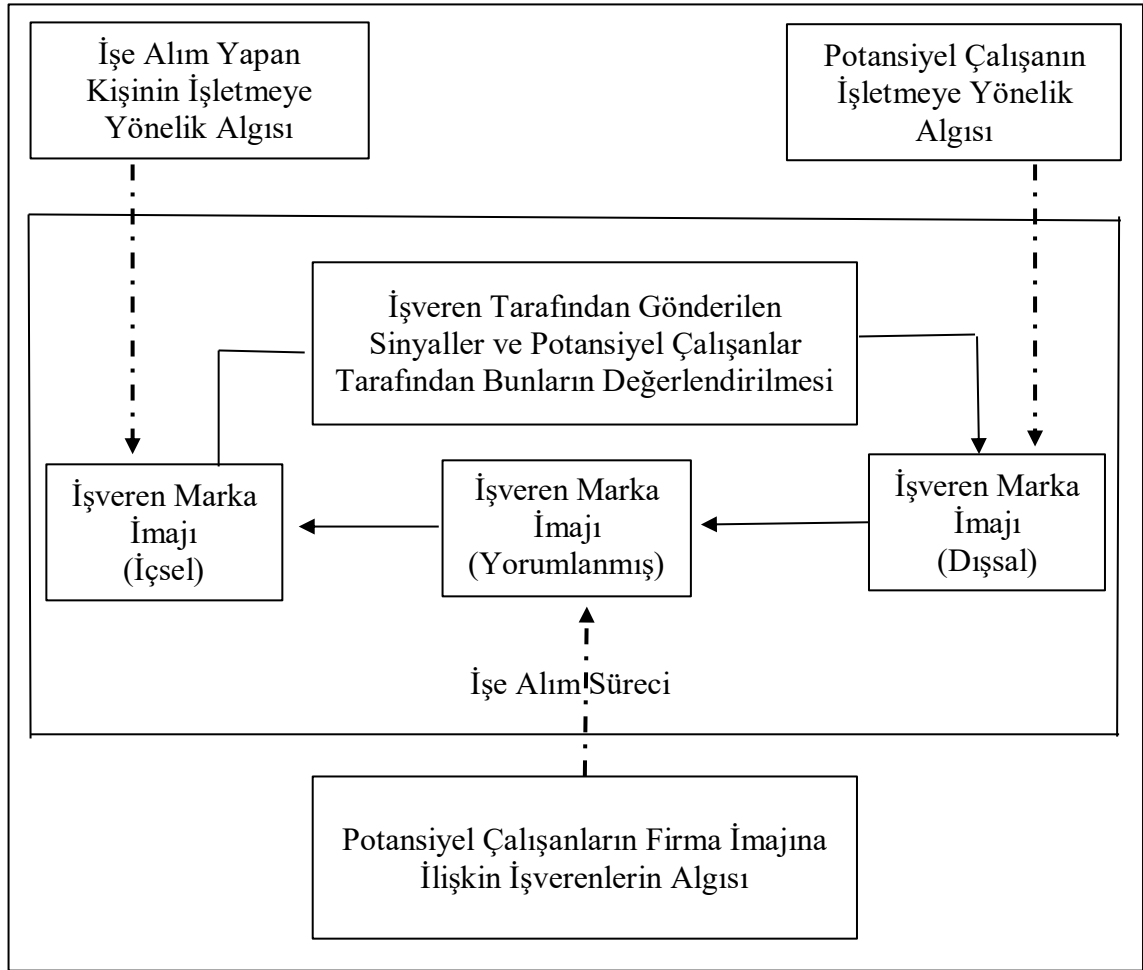 İşe Alım Yapan
Kişinin İşletmeye
Yönelik Algısı
Potansiyel Çalışanın
İşletmeye Yönelik
Algısı
İşveren Tarafından Gönderilen
Sinyaller ve Potansiyel Çalışanlar
Tarafından Bunların Değerlendirilmesi
İşveren Marka
İmajı
(İçsel)
İşveren Marka
İmajı
(Yorumlanmış)
İşveren Marka
İmajı
(Dışsal)
İşe Alım Süreci
Potansiyel Çalışanların Firma İmajına
İlişkin İşverenlerin Algısı